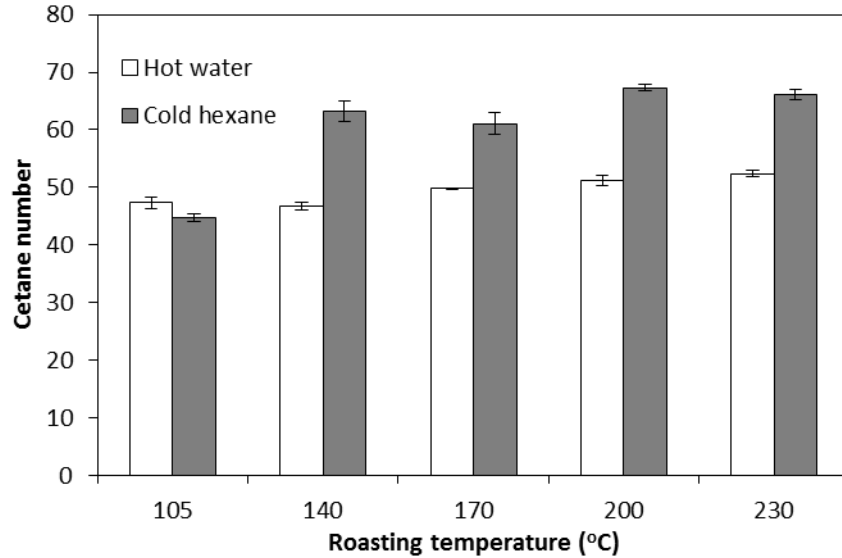 80
70
60
50
40
30
20
10
0
Cetane number
Hot water
Cold hexane
105 140 170 200 230
Roasting temperature (°C)